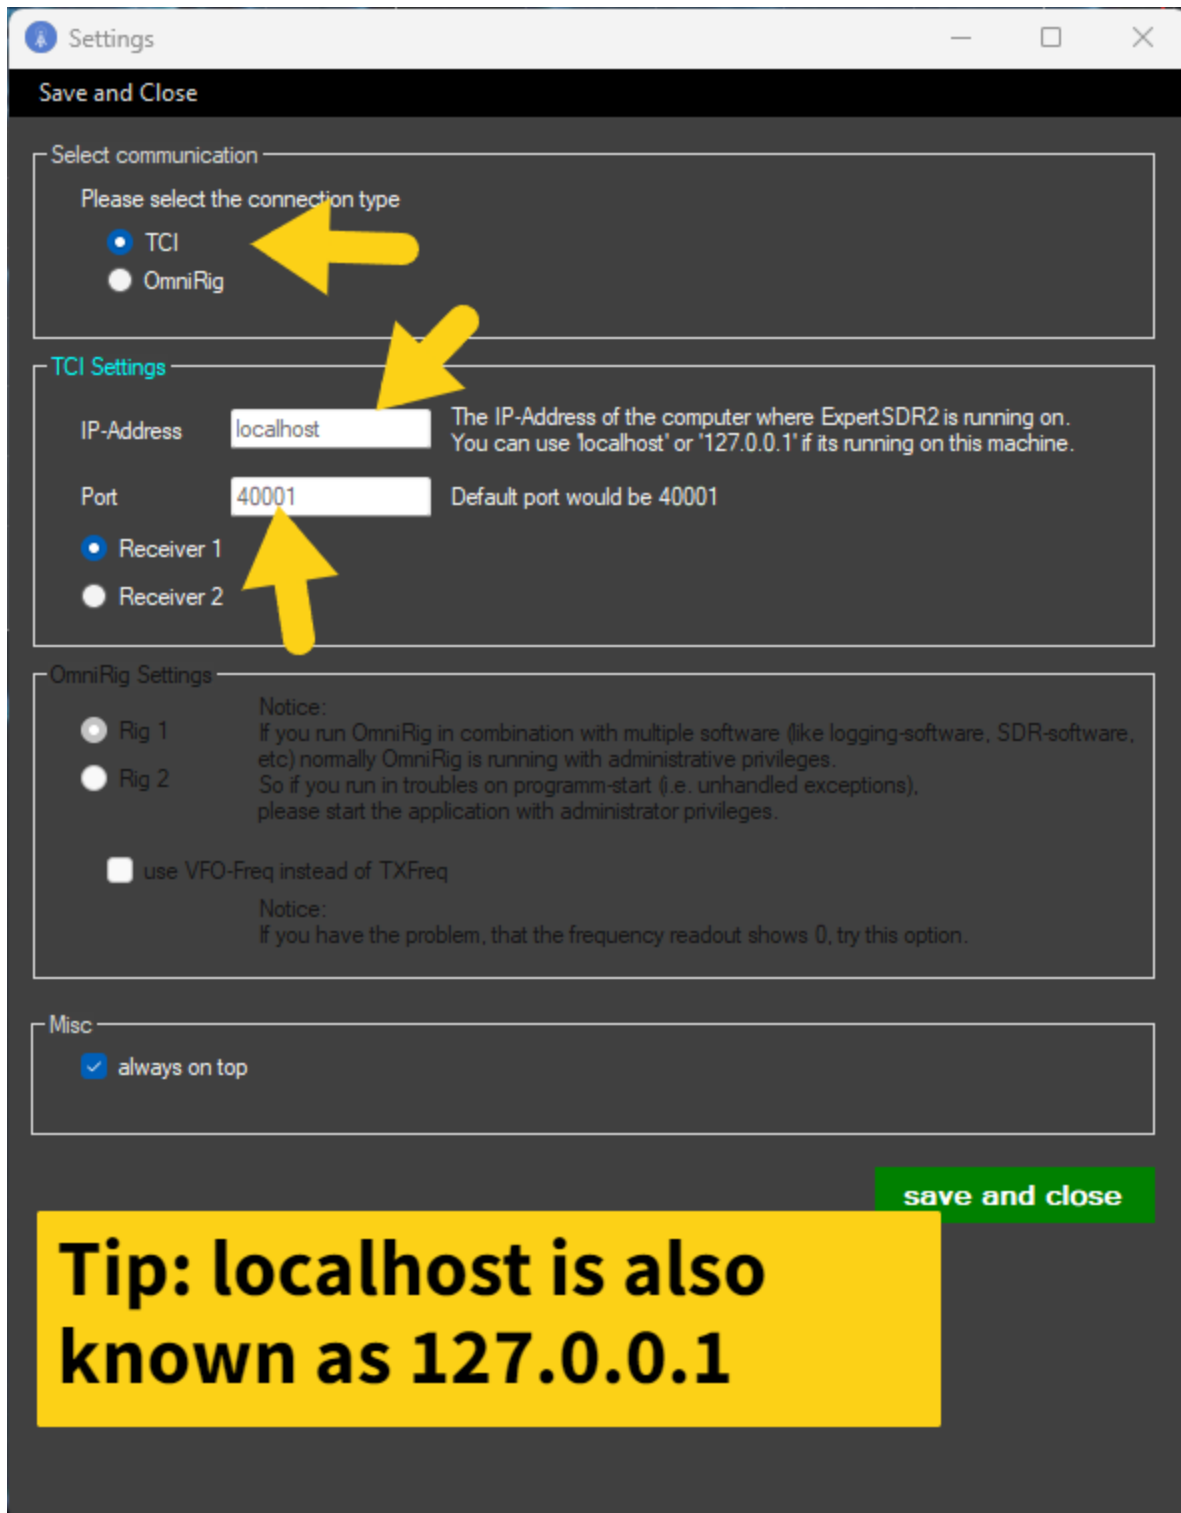 Settings
Save and Close
Select communication
Please select the connection type
TCI
OmniRig
TCI Settings
IP-Address
localhost
The IP-Address of the computer where ExpertSDR2 is running on.
You can use 'localhost' or '127.0.0.1' if its running on this machine.
Port
40001
Default port would be 40001
Receiver 1
Receiver 2
OmniRig Settings
Rig 1
Rig 2
Notice:
If you run OmniRig in combination with multiple software (like logging-software, SDR-software,
etc) normally OmniRig is running with administrative privileges.
So if you run in troubles on programm-start (i.e. unhandled exceptions),
please start the application with administrator privileges.
use VFO-Freq instead of TXFreq
Notice:
If you have the problem, that the frequency readout shows 0, try this option.
Misc
always on top
save and close
Tip: localhost is also
known as 127.0.0.1